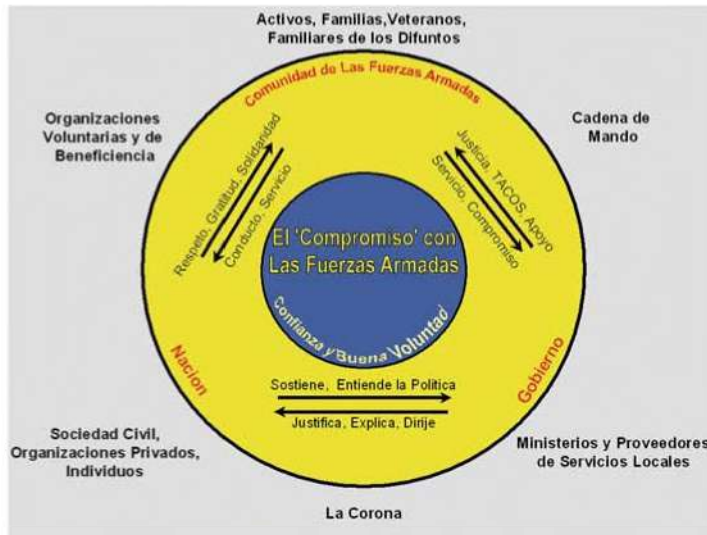 Activos, Familias,Veteranos,
Familiares de los Difuntos
Comunidad de Las Fuerzas Armadas
Organizaciones
Voluntarias y de
Beneficiencia
Cadena de
Mando
Respeto, Gratitud, Solidaridad
Conducto, Servicio
Justicia, TACOS, Apoyo
Servicio, Compromiso
El 'Compromiso' con
Las Fuerzas Armadas
Confianza y Buena Voluntad
Nacion
Gobierno
Sostiene, Entiende la Política
Justifica, Explica, Dirije
Sociedad Civil,
Organizaciones Privados,
Individuos
Ministerios y Proveedores
de Servicios Locales
La Corona